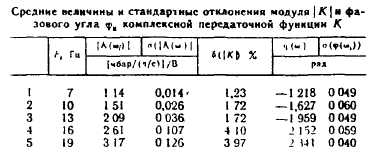 Средние величины и стандартные отклонения модуля |K| и фа-
зового угла φк комплексной передаточной функции K
F, Гц |K(ω)| σ(|K(ω)|) δ(|K|) % φ(ω) σ(φ(ω))
[мбар/(г/с)]/В рад
1 7 1 14 0,014 1,23 —1 218 0 049
2 10 1 51 0,026 1,72 —1,627 0 060
3 13 2 09 0 036 1,72 —1 959 0 049
4 16 2 61 0 107 4 10 2 152 0 059
5 19 3 17 0 126 3 97 2 341 0 040